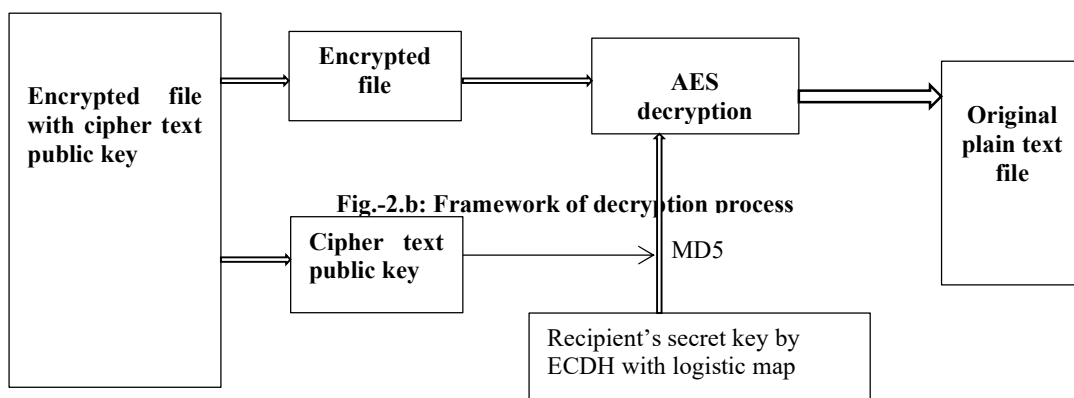 Encrypted file
with cipher text
public key
Encrypted
file
AES
decryption
Original
plain text
file
Fig.-2.b: Framework of decryption process
Cipher text
public key
MD5
Recipient's secret key by
ECDH with logistic map